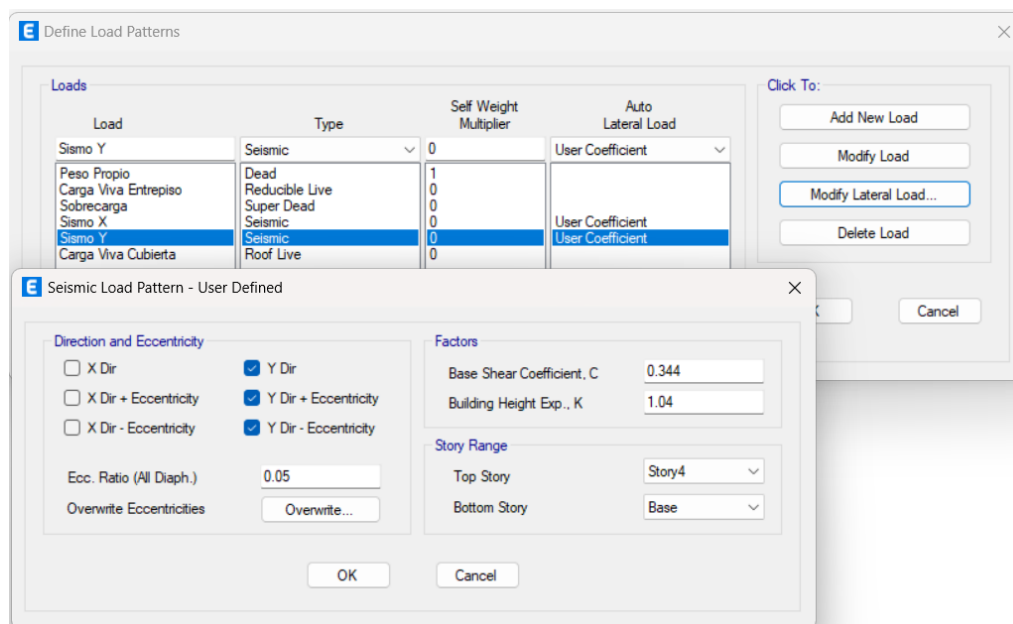 E Define Load Patterns
Loads
Click To:
Load Type Self Weight Multiplier Auto Lateral Load
Sismo Y Seismic 0 User Coefficient
Peso Propio Dead 1
Carga Viva Entrepiso Reducible Live 0
Sobrecarga Super Dead 0
Sismo X Seismic 0 User Coefficient
Sismo Y Seismic 0 User Coefficient
Carga Viva Cubierta Roof Live 0
Add New Load
Modify Load
Modify Lateral Load...
Delete Load
Cancel
E Seismic Load Pattern - User Defined
Direction and Eccentricity
X Dir Y Dir
X Dir + Eccentricity Y Dir + Eccentricity
X Dir - Eccentricity Y Dir - Eccentricity
Ecc. Ratio (All Diaph.) 0.05
Overwrite Eccentricities Overwrite...
Factors
Base Shear Coefficient, C 0.344
Building Height Exp., K 1.04
Story Range
Top Story Story4
Bottom Story Base
OK Cancel